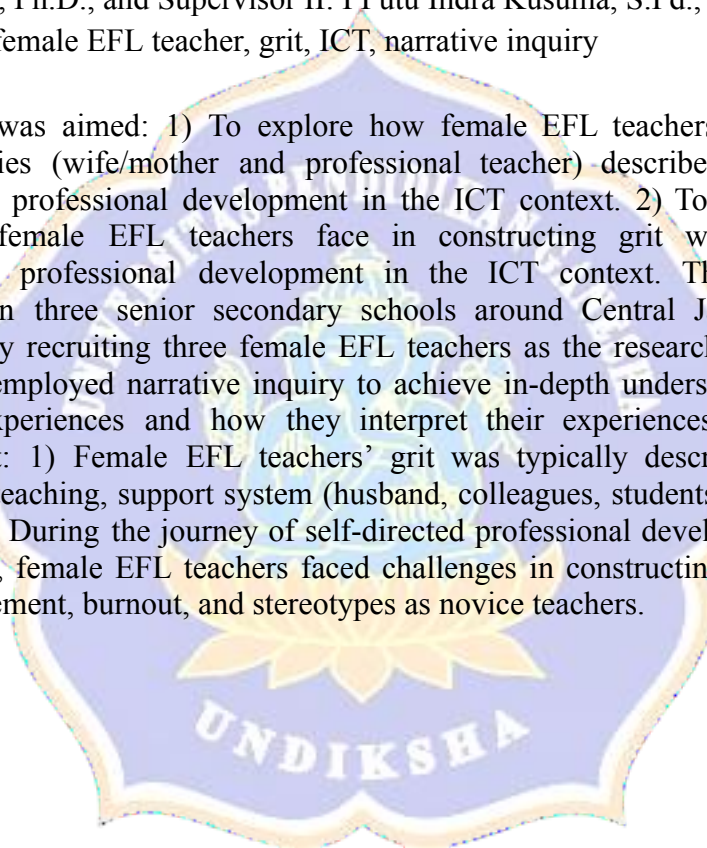 , Ph.D., and Supervisor II: I Putu Indra Kusuma, S.Pd.,
female EFL teacher, grit, ICT, narrative inquiry
was aimed: 1) To explore how female EFL teachers
ies (wife/mother and professional teacher) describe
professional development in the ICT context. 2) To
female EFL teachers face in constructing grit w
professional development in the ICT context. Th
n three senior secondary schools around Central J
y recruiting three female EFL teachers as the research
employed narrative inquiry to achieve in-depth unders
xperiences and how they interpret their experiences
t: 1) Female EFL teachers' grit was typically descr
eaching, support system (husband, colleagues, students
During the journey of self-directed professional devel
, female EFL teachers faced challenges in constructin
ement, burnout, and stereotypes as novice teachers.
UNDIKSHA